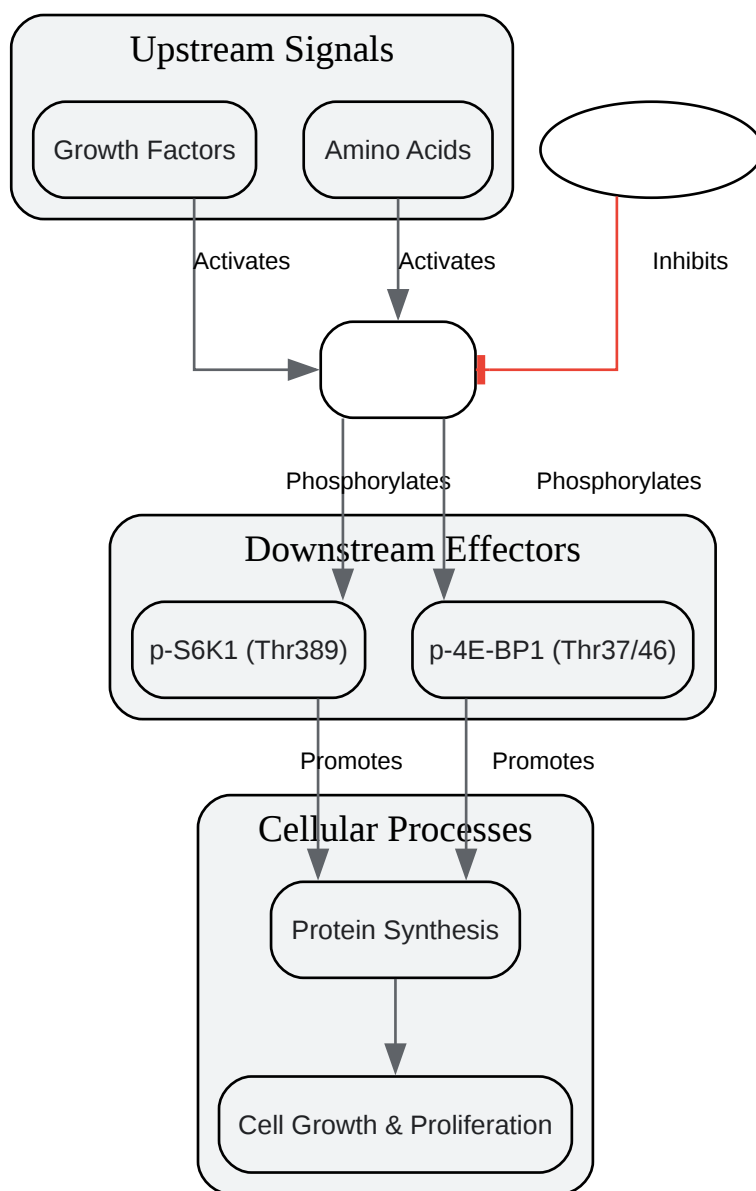 Upstream Signals
Growth Factors
Amino Acids
Activates
Activates
Inhibits
Phosphorylates
Phosphorylates
Downstream Effectors
p-S6K1 (Thr389)
p-4E-BP1 (Thr37/46)
Promotes
Promotes
Cellular Processes
Protein Synthesis
Cell Growth & Proliferation